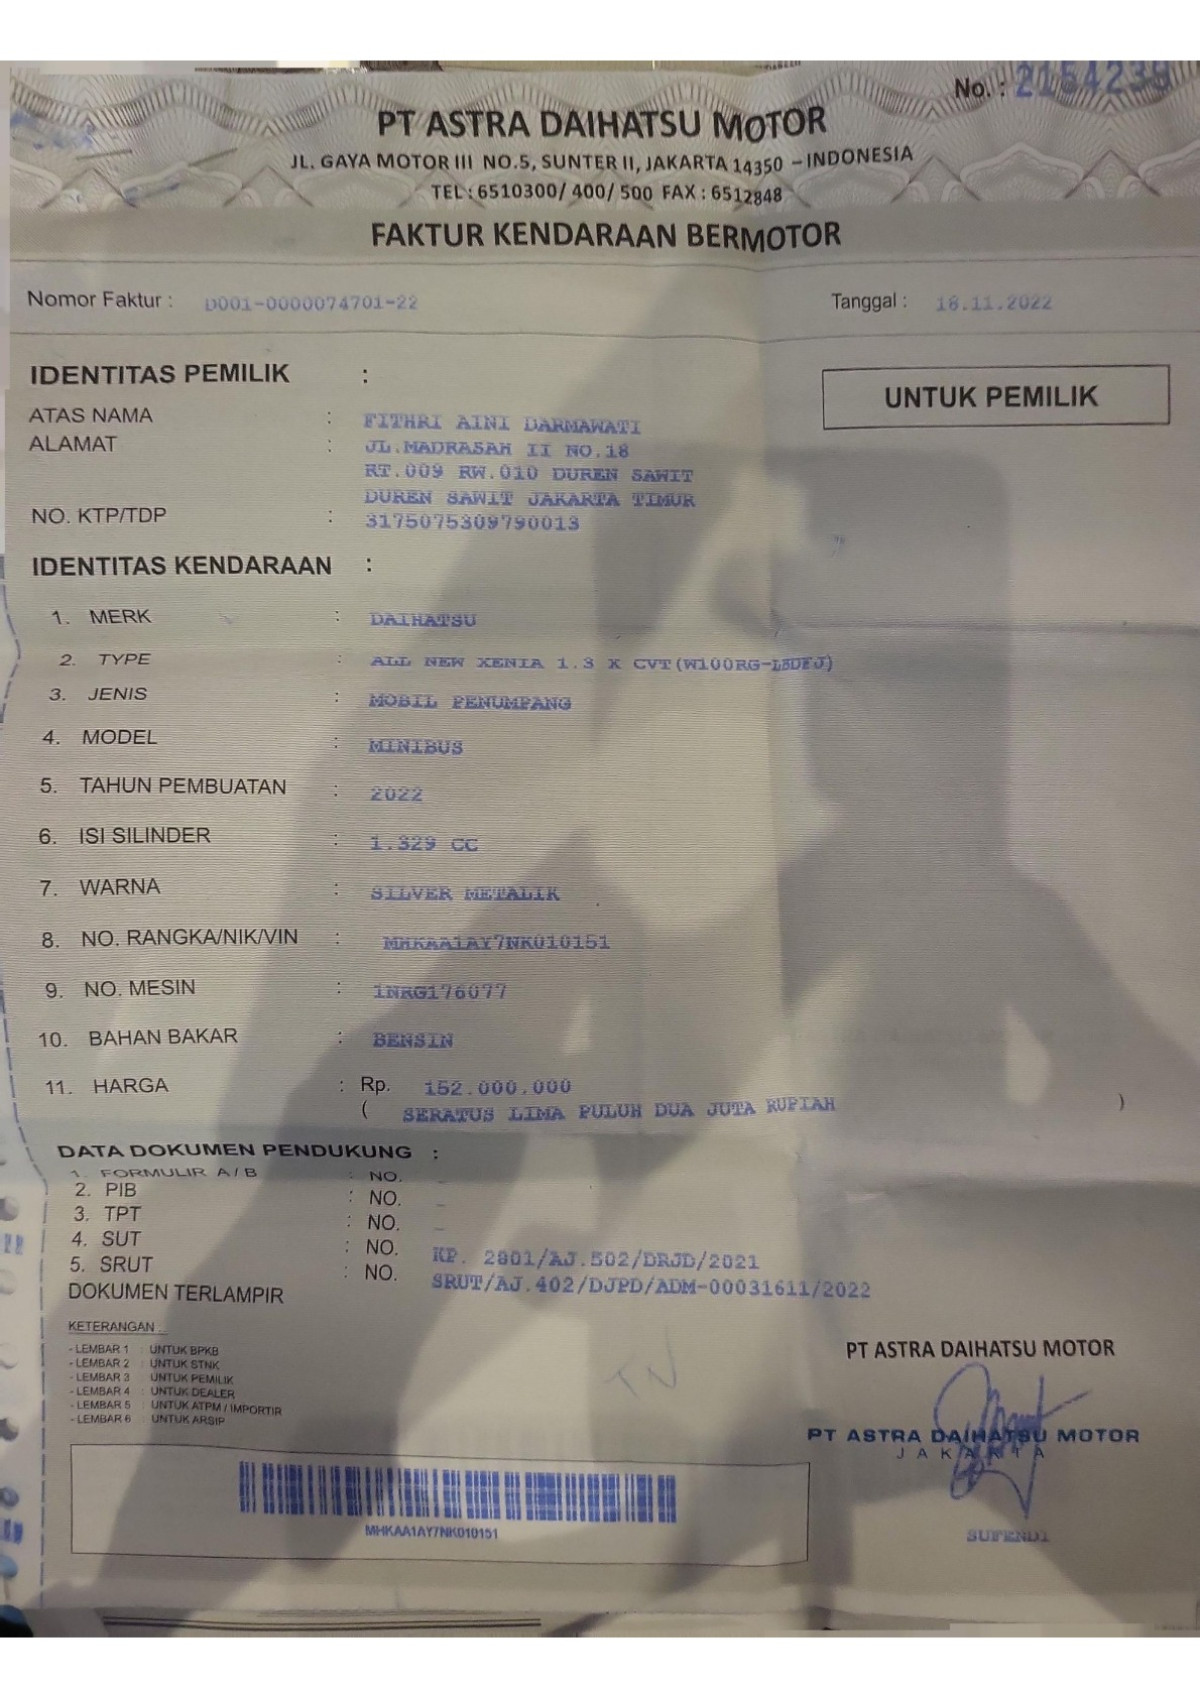 No. : 2154239
PT ASTRA DAIHATSU MOTOR
JL. GAYA MOTOR III NO.5, SUNTER II, JAKARTA 14350 – INDONESIA
TEL : 6510300/ 400/ 500 FAX : 6512848
FAKTUR KENDARAAN BERMOTOR
Nomor Faktur : D001-0000074701-22 Tanggal : 18.11.2022
IDENTITAS PEMILIK :
UNTUK PEMILIK
ATAS NAMA : FITHRI AINI DARMAWATI
ALAMAT : JL.MADRASAH II NO.18
RT.009 RW.010 DUREN SAWIT
DUREN SAWIT JAKARTA TIMUR
NO. KTP/TDP : 3175075309790013
IDENTITAS KENDARAAN :
1. MERK : DAIHATSU
2. TYPE : ALL NEW XENIA 1.3 X CVT(W100RG-LBDFJ)
3. JENIS : MOBIL PENUMPANG
4. MODEL : MINIBUS
5. TAHUN PEMBUATAN : 2022
6. ISI SILINDER : 1.329 CC
7. WARNA : SILVER METALIK
8. NO. RANGKA/NIK/VIN : MHKAA1AY7NK010151
9. NO. MESIN : 1NRG176077
10. BAHAN BAKAR : BENSIN
11. HARGA : Rp. 152.000.000
( SERATUS LIMA PULUH DUA JUTA RUPIAH )
DATA DOKUMEN PENDUKUNG :
1. FORMULIR A / B : NO. -
2. PIB : NO. -
3. TPT : NO. -
4. SUT : NO. KP. 2801/AJ.502/DRJD/2021
5. SRUT : NO. SRUT/AJ.402/DJPD/ADM-00031611/2022
DOKUMEN TERLAMPIR
KETERANGAN :
- LEMBAR 1 : UNTUK BPKB
- LEMBAR 2 : UNTUK STNK
- LEMBAR 3 : UNTUK PEMILIK
- LEMBAR 4 : UNTUK DEALER
- LEMBAR 5 : UNTUK ATPM / IMPORTIR
- LEMBAR 6 : UNTUK ARSIP
TN
PT ASTRA DAIHATSU MOTOR
PT ASTRA DAIHATSU MOTOR
JAKARTA
SUFENDI
MHKAA1AY7NK010151